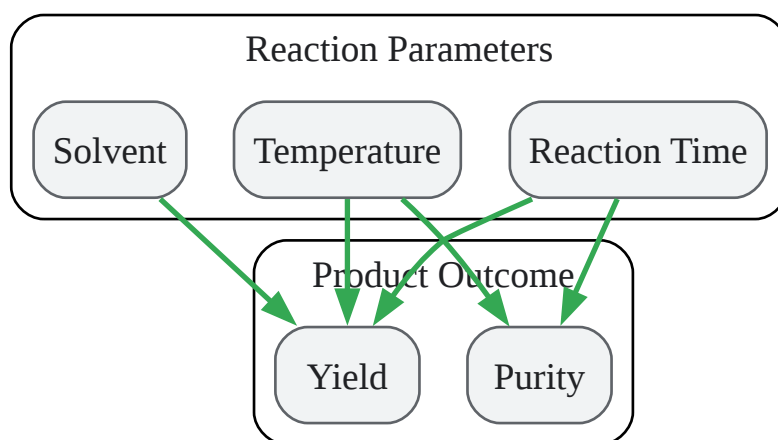 Reaction Parameters
Solvent
Temperature
Reaction Time
Product Outcome
Yield
Purity